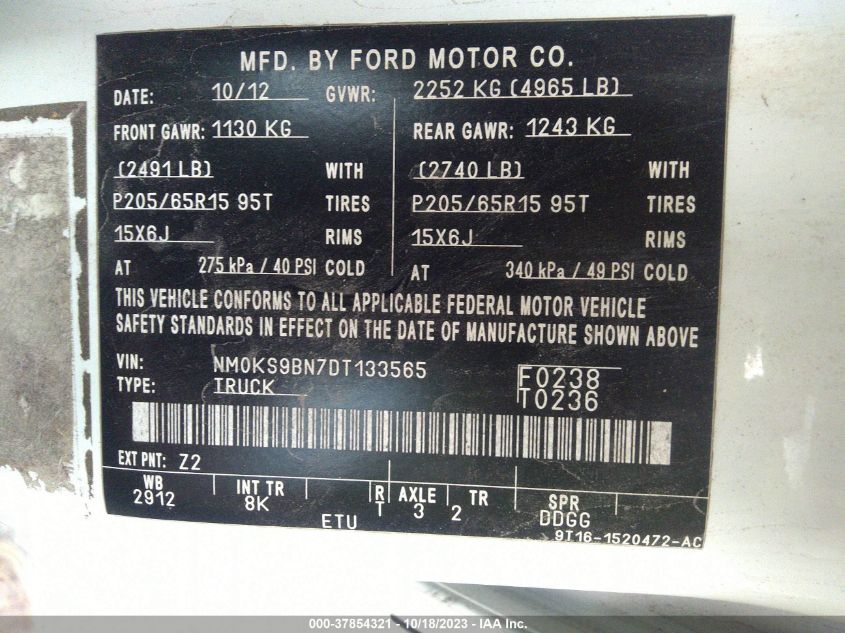 MFD. BY FORD MOTOR CO.
DATE: 10/12 GVWR: 2252 KG (4965 LB)
FRONT GAWR: 1130 KG REAR GAWR: 1243 KG
(2491 LB) WITH (2740 LB) WITH
P205/65R15 95T TIRES P205/65R15 95T TIRES
15X6J RIMS 15X6J RIMS
AT 275 kPa / 40 PSI COLD AT 340 kPa / 49 PSI COLD
THIS VEHICLE CONFORMS TO ALL APPLICABLE FEDERAL MOTOR VEHICLE
SAFETY STANDARDS IN EFFECT ON THE DATE OF MANUFACTURE SHOWN ABOVE
VIN: NM0KS9BN7DT133565 F0238
TYPE: TRUCK T0236
EXT PNT: Z2
WB INT TR R AXLE TR SPR
2912 8K T 3 2 DDGG
ETU 9T16-1520472-AC
000-37854321 - 10/18/2023 - IAA Inc.